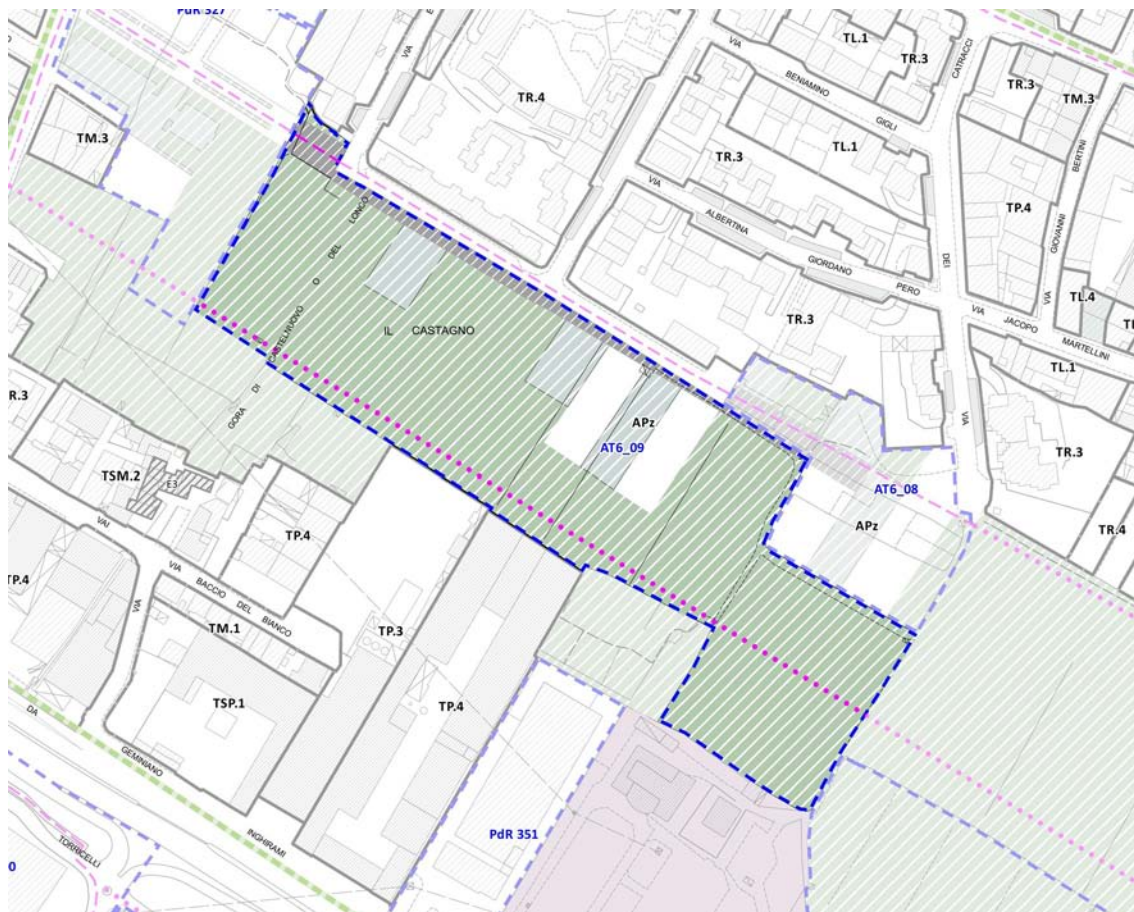 PdR 327
VIA
VIA
TL.1
TR.3
CATRACCI
TR.4
BENIAMINO
GIGLI
TR.3
TM.3
TM.3
TR.3
TL.1
BERTINI
TP.4
GIOVANNI
VIA
VIA
ALBERTINA
GIORDANO
PERO
DEI
VIA
JACOPO
MARTELLINI
TL.4
TL.1
TR.3
TR.3
TR.4
VIA
GORA DI CASTELNUOVO O DEL LONCO
IL CASTAGNO
APz
AT6_09
AT6_08
APz
R.3
TSM.2
E3
TP.4
VAI
VIA BACCIO DEL BIANCO
VIA
TP.4
TM.1
TP.3
TSP.1
TP.4
DA
GEMINIANO
INGHIRAMI
PdR 351
TORRICELLI
0